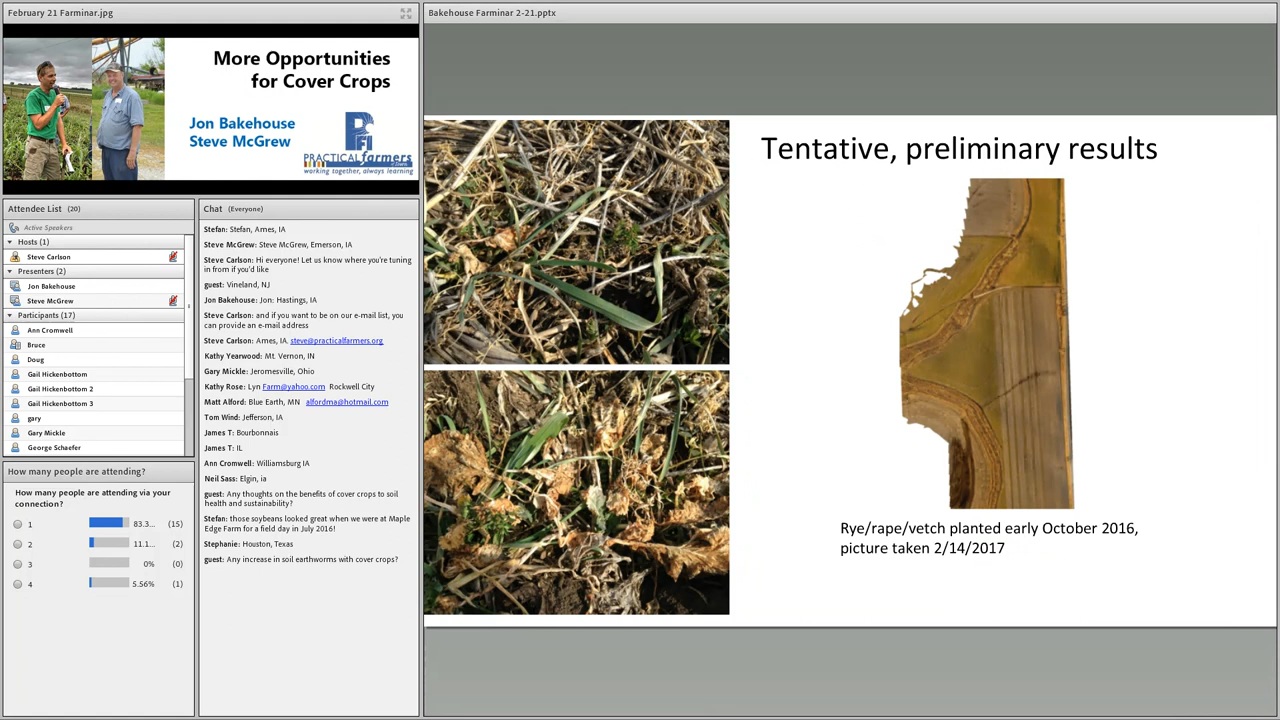 February 21 Farminar.jpg
More Opportunities
for Cover Crops
Jon Bakehouse
Steve McGrew
PFI
PRACTICAL farmers
working together, always learning
Attendee List (20)
Active Speakers
Hosts (1)
Steve Carlson
Presenters (2)
Jon Bakehouse
Steve McGrew
Participants (17)
Ann Cromwell
Bruce
Doug
Gail Hickenbottom
Gail Hickenbottom 2
Gail Hickenbottom 3
gary
Gary Mickle
George Schaefer
How many people are attending?
How many people are attending via your
connection?
1 83.3... (15)
2 11.1... (2)
3 0% (0)
4 5.56% (1)
Chat (Everyone)
Stefan: Stefan, Ames, IA
Steve McGrew: Steve McGrew, Emerson, IA
Steve Carlson: Hi everyone! Let us know where you're tuning
in from if you'd like
guest: Vineland, NJ
Jon Bakehouse: Jon: Hastings, IA
Steve Carlson: and if you want to be on our e-mail list, you
can provide an e-mail address
Steve Carlson: Ames, IA. steve@practicalfarmers.org
Kathy Yearwood: Mt. Vernon, IN
Gary Mickle: Jeromesville, Ohio
Kathy Rose: Lyn Farm@yahoo.com Rockwell City
Matt Alford: Blue Earth, MN alfordma@hotmail.com
Tom Wind: Jefferson, IA
James T: Bourbonnais
James T: IL
Ann Cromwell: Williamsburg IA
Neil Sass: Elgin, ia
guest: Any thoughts on the benefits of cover crops to soil
health and sustainability?
Stefan: those soybeans looked great when we were at Maple
Edge Farm for a field day in July 2016!
Stephanie: Houston, Texas
guest: Any increase in soil earthworms with cover crops?
Bakehouse Farminar 2-21.pptx
Tentative, preliminary results
Rye/rape/vetch planted early October 2016,
picture taken 2/14/2017